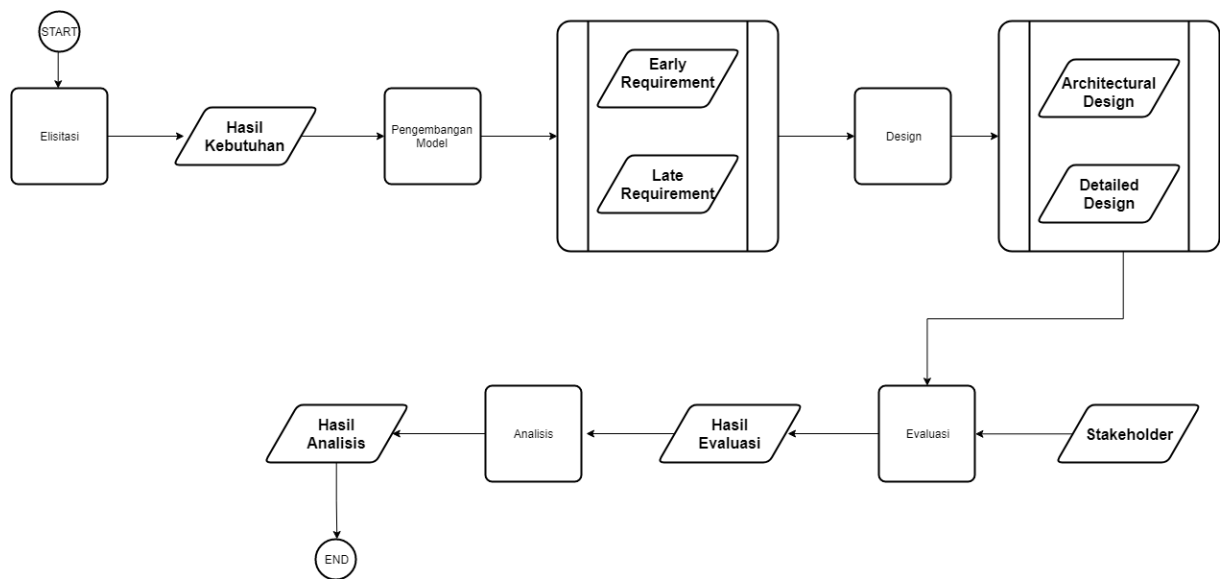 START
Elisitasi
Hasil
Kebutuhan
Pengembangan
Model
Early
Requirement
Late
Requirement
Design
Architectural
Design
Detailed
Design
Hasil
Analisis
Analisis
Hasil
Evaluasi
Evaluasi
Stakeholder
END